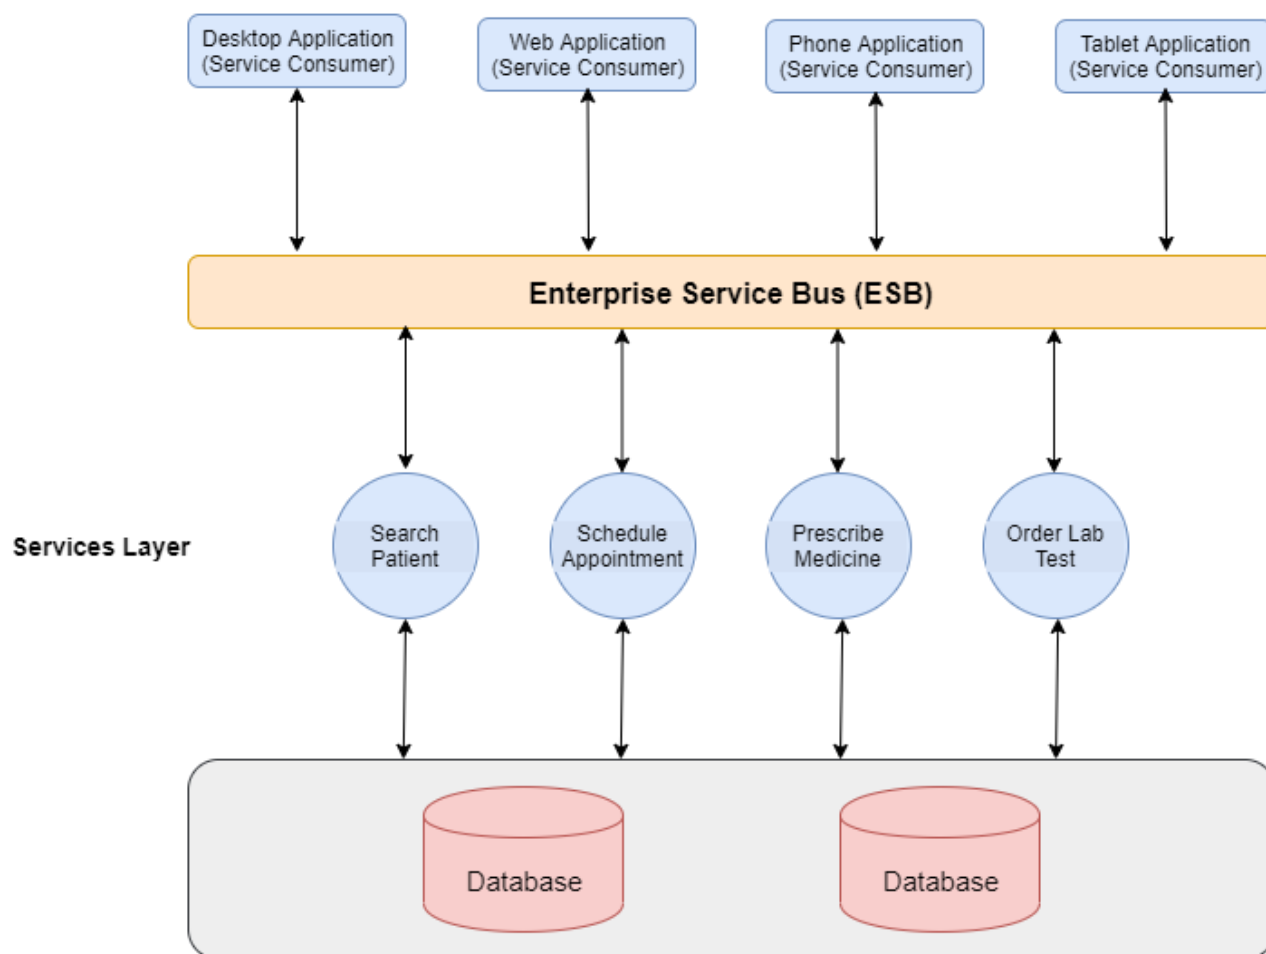 Desktop Application
(Service Consumer)
Web Application
(Service Consumer)
Phone Application
(Service Consumer)
Tablet Application
(Service Consumer)
Enterprise Service Bus (ESB)
Services Layer
Search
Patient
Schedule
Appointment
Prescribe
Medicine
Order Lab
Test
Database
Database